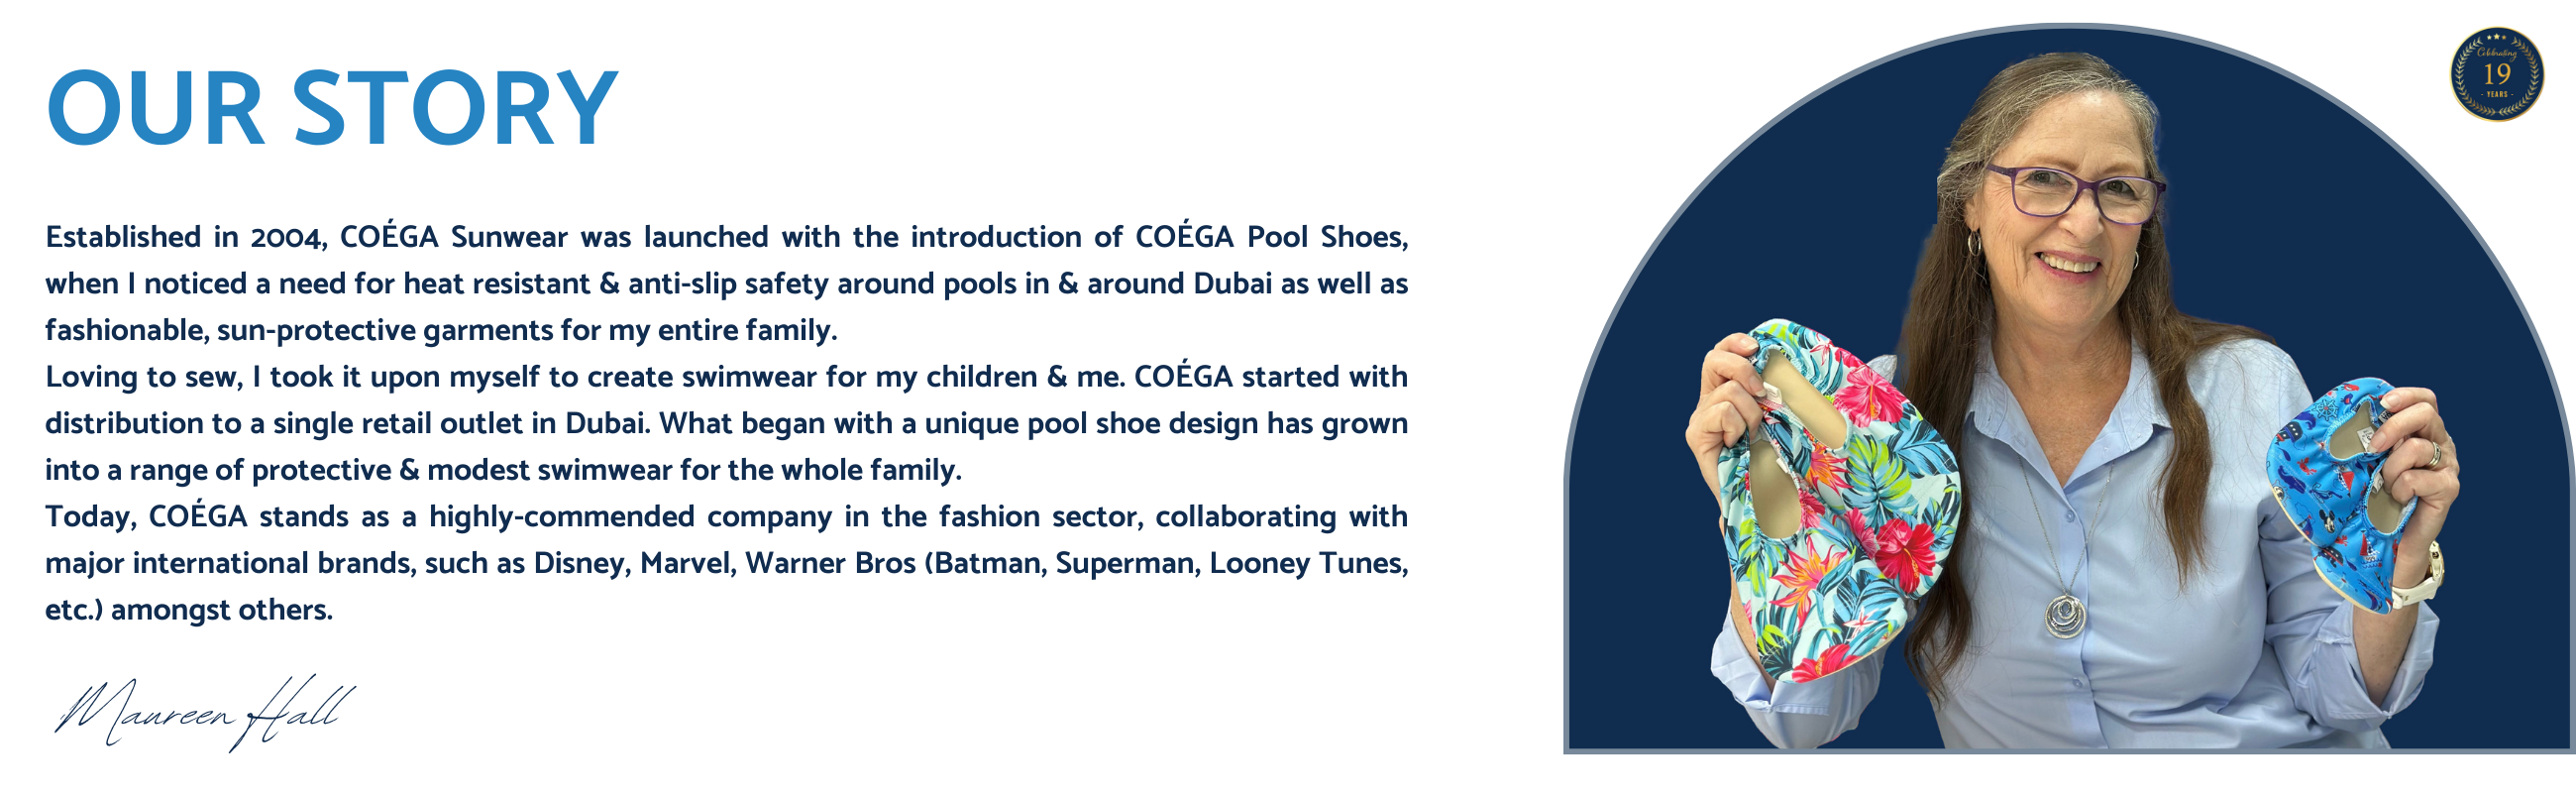 OUR STORY
Established in 2004, COÉGA Sunwear was launched with the introduction of COÉGA Pool Shoes,
when I noticed a need for heat resistant & anti-slip safety around pools in & around Dubai as well as
fashionable, sun-protective garments for my entire family.
Loving to sew, I took it upon myself to create swimwear for my children & me. COÉGA started with
distribution to a single retail outlet in Dubai. What began with a unique pool shoe design has grown
into a range of protective & modest swimwear for the whole family.
Today, COÉGA stands as a highly-commended company in the fashion sector, collaborating with
major international brands, such as Disney, Marvel, Warner Bros (Batman, Superman, Looney Tunes,
etc.) amongst others.
Maureen Hall
Celebrating
19
- YEARS -